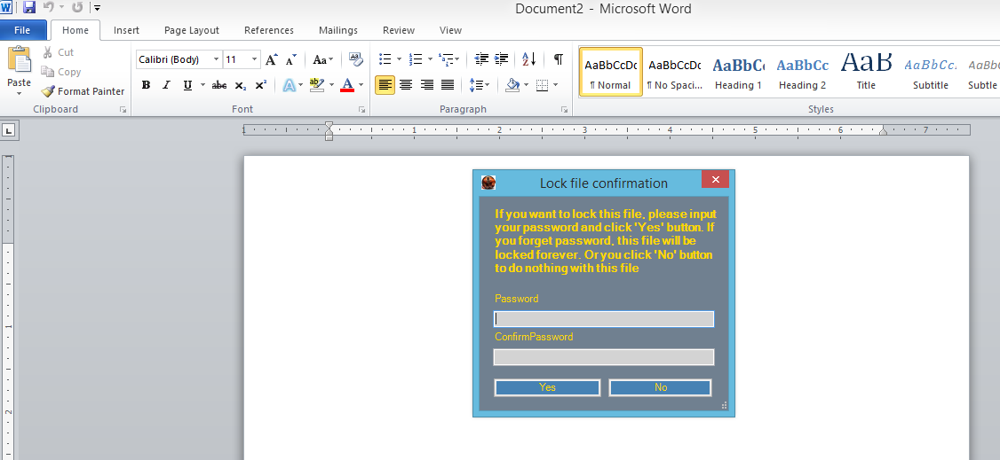 Document2 - Microsoft Word
File Home Insert Page Layout References Mailings Review View
Paste
Cut
Copy
Format Painter
Calibri (Body) 11
AaBbCcDc AaBbCcDc AaBbCc AaBbCc AaB AaBbCc. AaBbCc
¶ Normal ¶ No Spaci... Heading 1 Heading 2 Title Subtitle Subtle
Clipboard Font Paragraph Styles
1 1 2 3 4 5 6 7
Lock file confirmation
If you want to lock this file, please input
your password and click 'Yes' button. If
you forget password, this file will be
locked forever. Or you click 'No' button
to do nothing with this file
Password
ConfirmPassword
Yes No
1
2